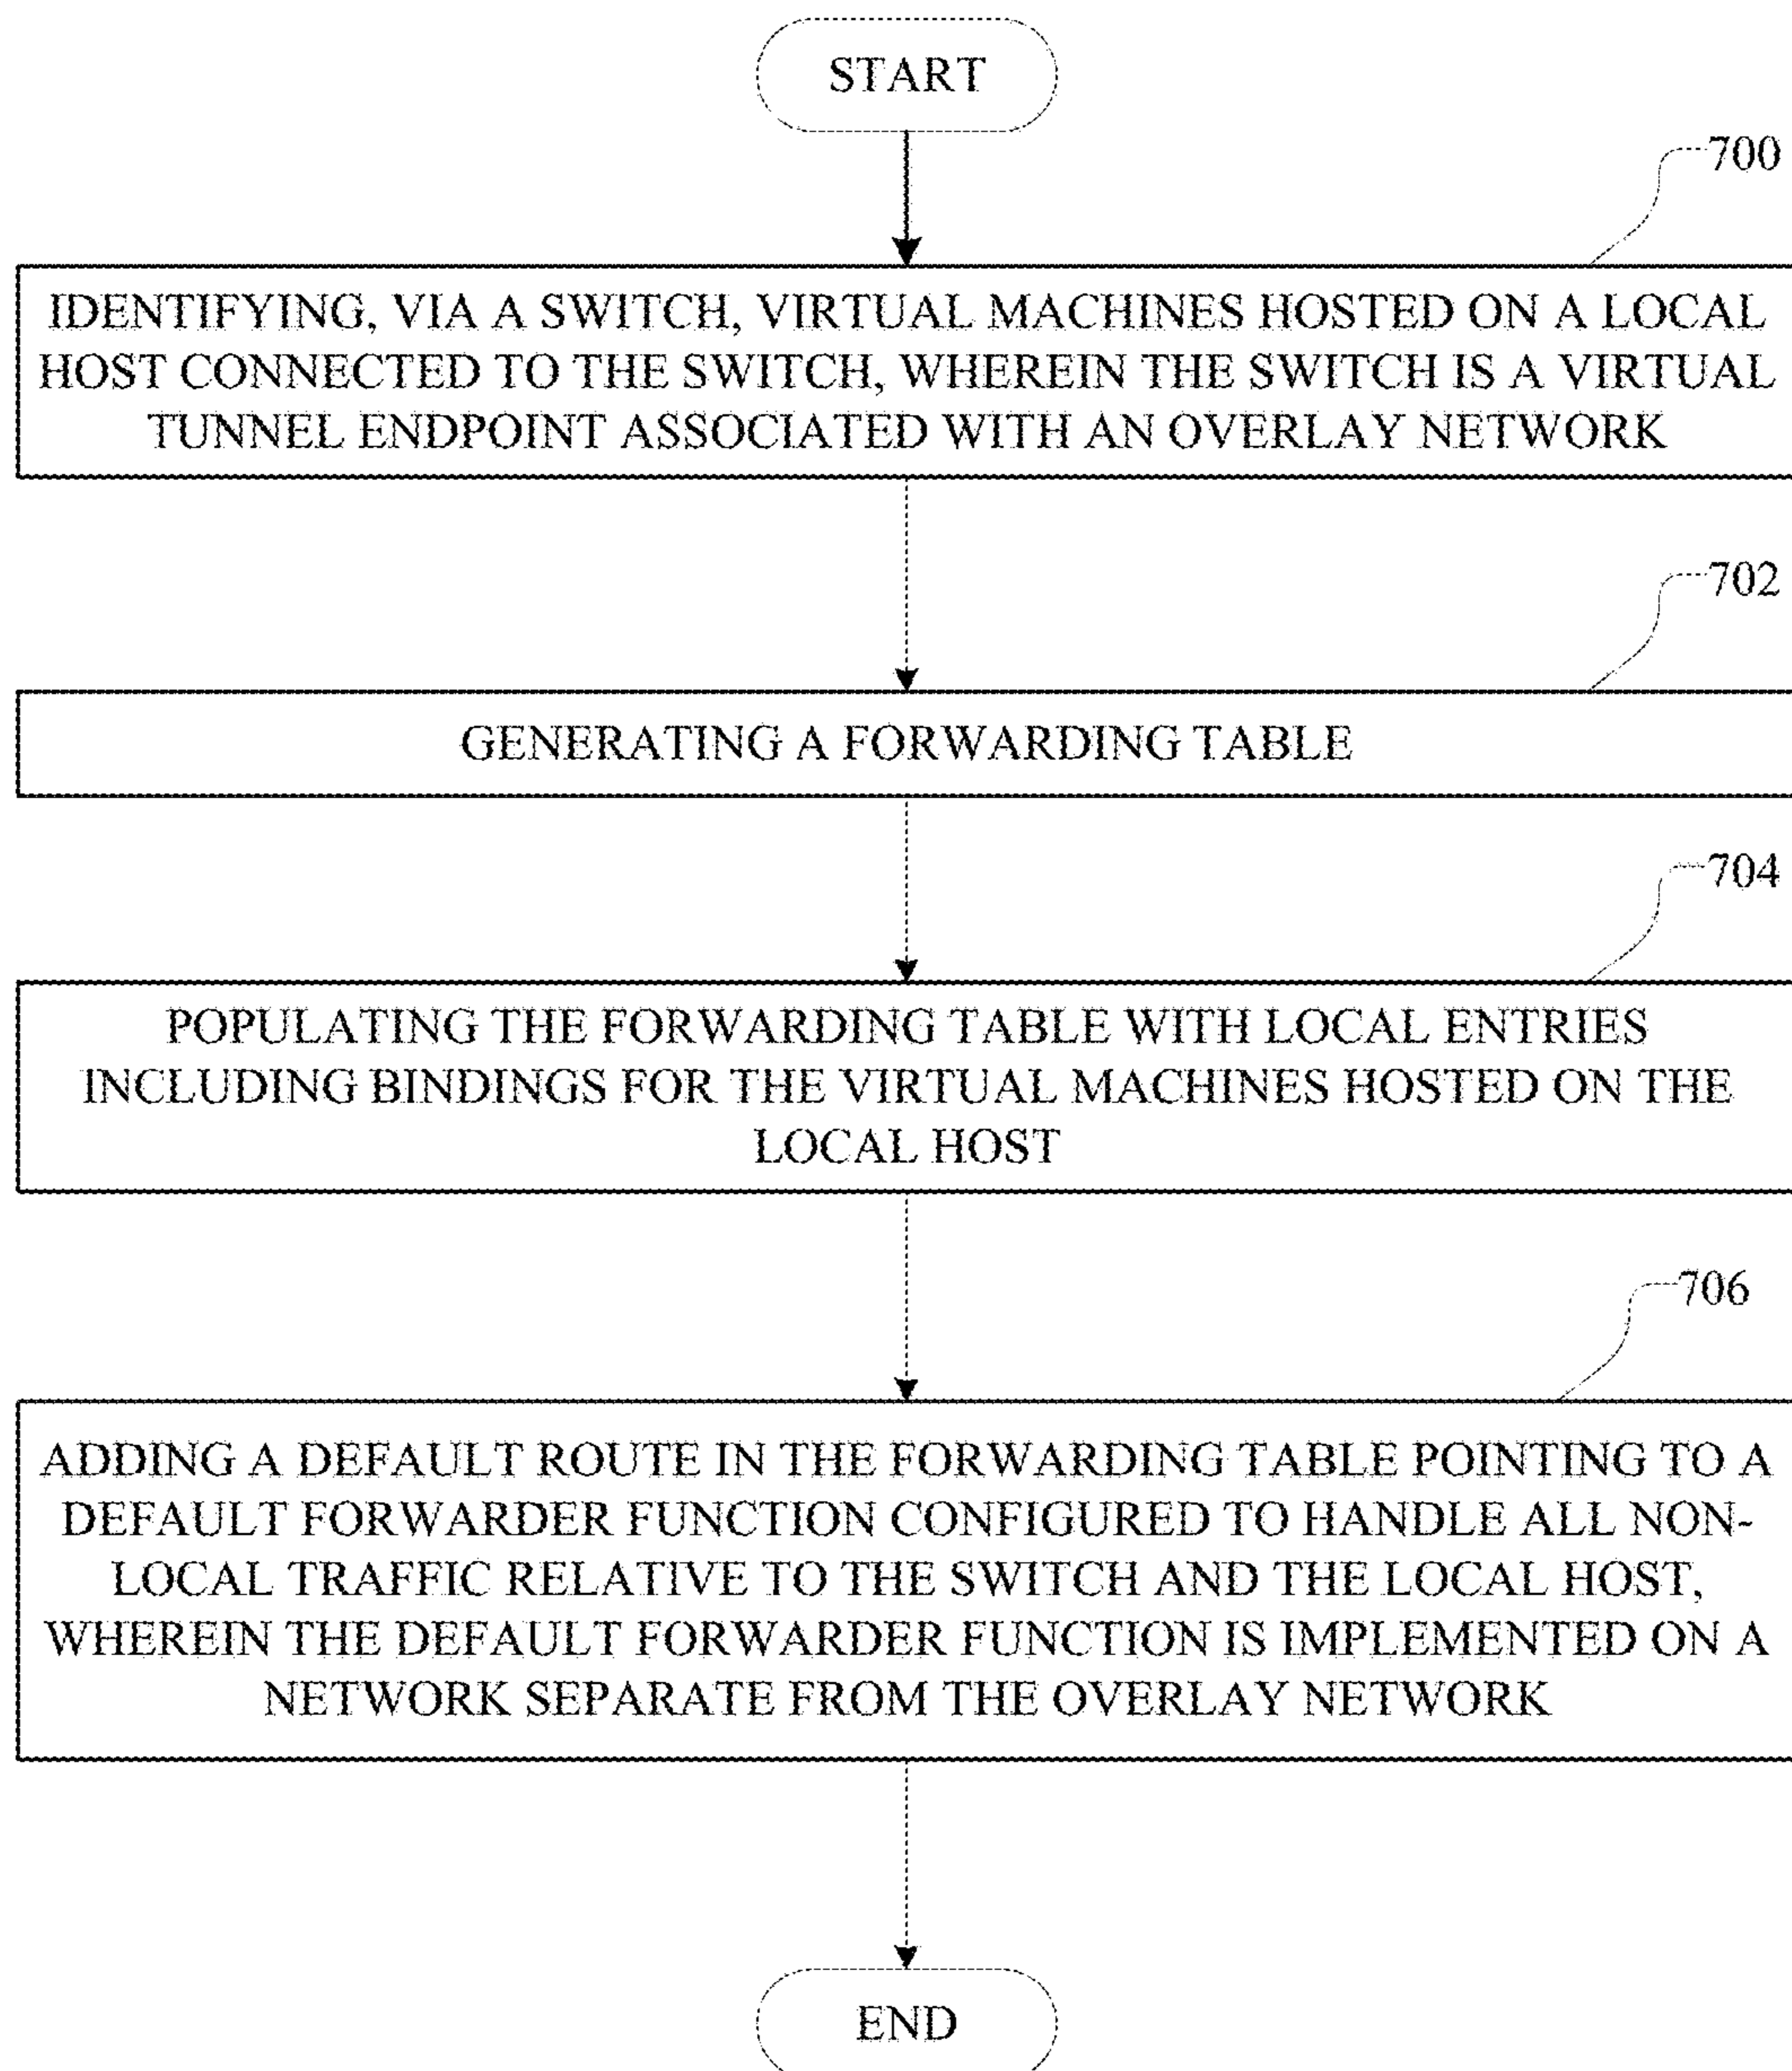 START
700
IDENTIFYING, VIA A SWITCH, VIRTUAL MACHINES HOSTED ON A LOCAL
HOST CONNECTED TO THE SWITCH, WHEREIN THE SWITCH IS A VIRTUAL
TUNNEL ENDPOINT ASSOCIATED WITH AN OVERLAY NETWORK
702
GENERATING A FORWARDING TABLE
704
POPULATING THE FORWARDING TABLE WITH LOCAL ENTRIES
INCLUDING BINDINGS FOR THE VIRTUAL MACHINES HOSTED ON THE
LOCAL HOST
706
ADDING A DEFAULT ROUTE IN THE FORWARDING TABLE POINTING TO A
DEFAULT FORWARDER FUNCTION CONFIGURED TO HANDLE ALL NON-
LOCAL TRAFFIC RELATIVE TO THE SWITCH AND THE LOCAL HOST,
WHEREIN THE DEFAULT FORWARDER FUNCTION IS IMPLEMENTED ON A
NETWORK SEPARATE FROM THE OVERLAY NETWORK
END